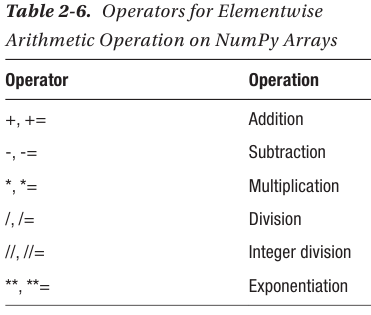 Table 2-6. Operators for Elementwise
Arithmetic Operation on NumPy Arrays
Operator Operation
+, += Addition
-, -= Subtraction
*, *= Multiplication
/, /= Division
//, //= Integer division
**, **= Exponentiation